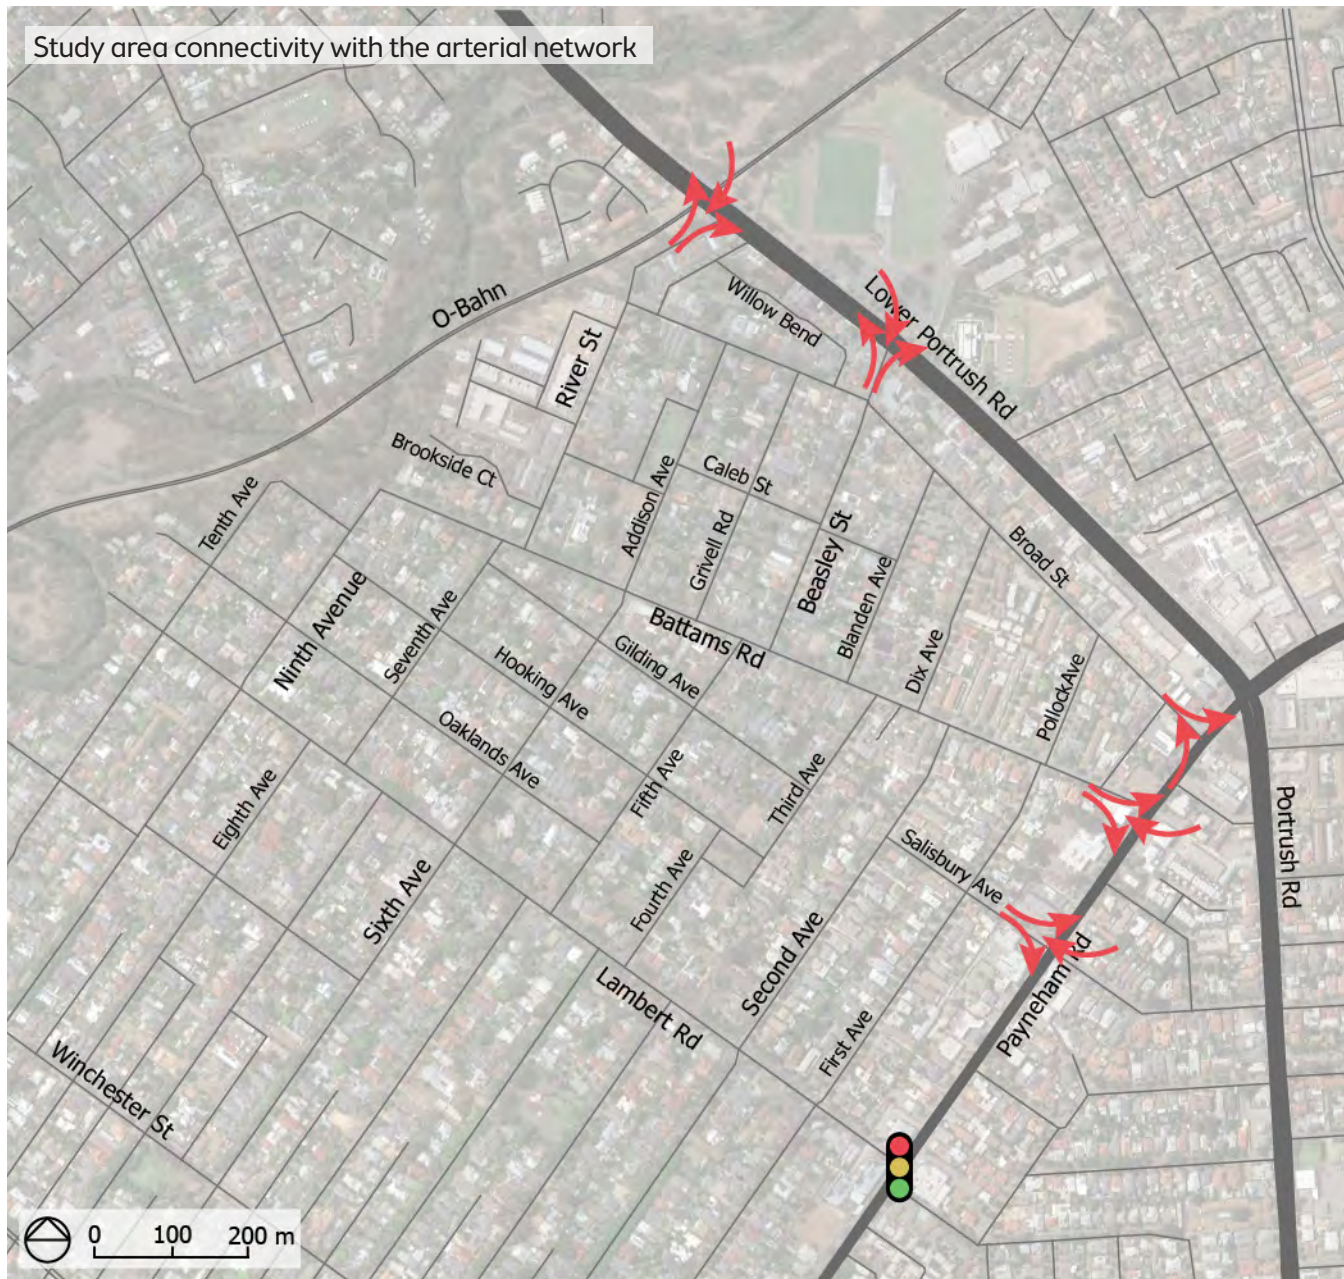 Study area connectivity with the arterial network
O-Bahn
Willow Bend
Lower Portrush Rd
River St
Brookside Ct
Tenth Ave
Addison Ave
Caleb St
Grivell Rd
Beasley St
Blanden Ave
Broad St
Ninth Avenue
Seventh Ave
Battams Rd
Gilding Ave
Hooking Ave
Dix Ave
PollockAve
Oaklands Ave
Fifth Ave
Third Ave
Eighth Ave
Portrush Rd
Salisbury Ave
Sixth Ave
Fourth Ave
Second Ave
Payneham Rd
Lambert Rd
First Ave
Winchester St
0 100 200 m